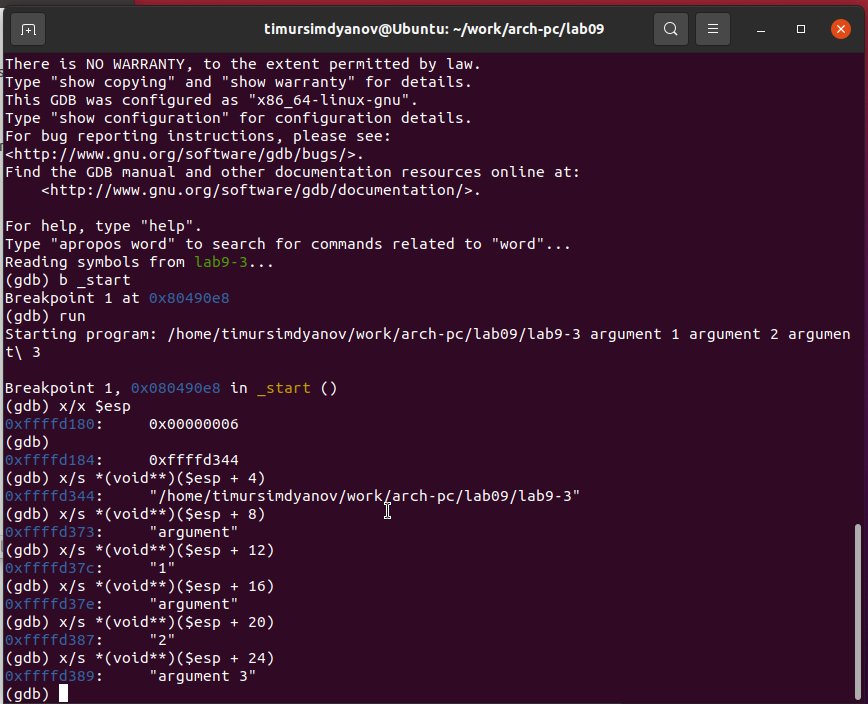 timursimdyanov@Ubuntu: ~/work/arch-pc/lab09
There is NO WARRANTY, to the extent permitted by law.
Type "show copying" and "show warranty" for details.
This GDB was configured as "x86_64-linux-gnu".
Type "show configuration" for configuration details.
For bug reporting instructions, please see:
<http://www.gnu.org/software/gdb/bugs/>.
Find the GDB manual and other documentation resources online at:
    <http://www.gnu.org/software/gdb/documentation/>.

For help, type "help".
Type "apropos word" to search for commands related to "word"...
Reading symbols from lab9-3...
(gdb) b _start
Breakpoint 1 at 0x80490e8
(gdb) run
Starting program: /home/timursimdyanov/work/arch-pc/lab09/lab9-3 argument 1 argument 2 argumen
t\ 3

Breakpoint 1, 0x080490e8 in _start ()
(gdb) x/x $esp
0xffffd180:     0x00000006
(gdb)
0xffffd184:     0xffffd344
(gdb) x/s *(void**)($esp + 4)
0xffffd344:     "/home/timursimdyanov/work/arch-pc/lab09/lab9-3"
(gdb) x/s *(void**)($esp + 8)
0xffffd373:     "argument"
(gdb) x/s *(void**)($esp + 12)
0xffffd37c:     "1"
(gdb) x/s *(void**)($esp + 16)
0xffffd37e:     "argument"
(gdb) x/s *(void**)($esp + 20)
0xffffd387:     "2"
(gdb) x/s *(void**)($esp + 24)
0xffffd389:     "argument 3"
(gdb)